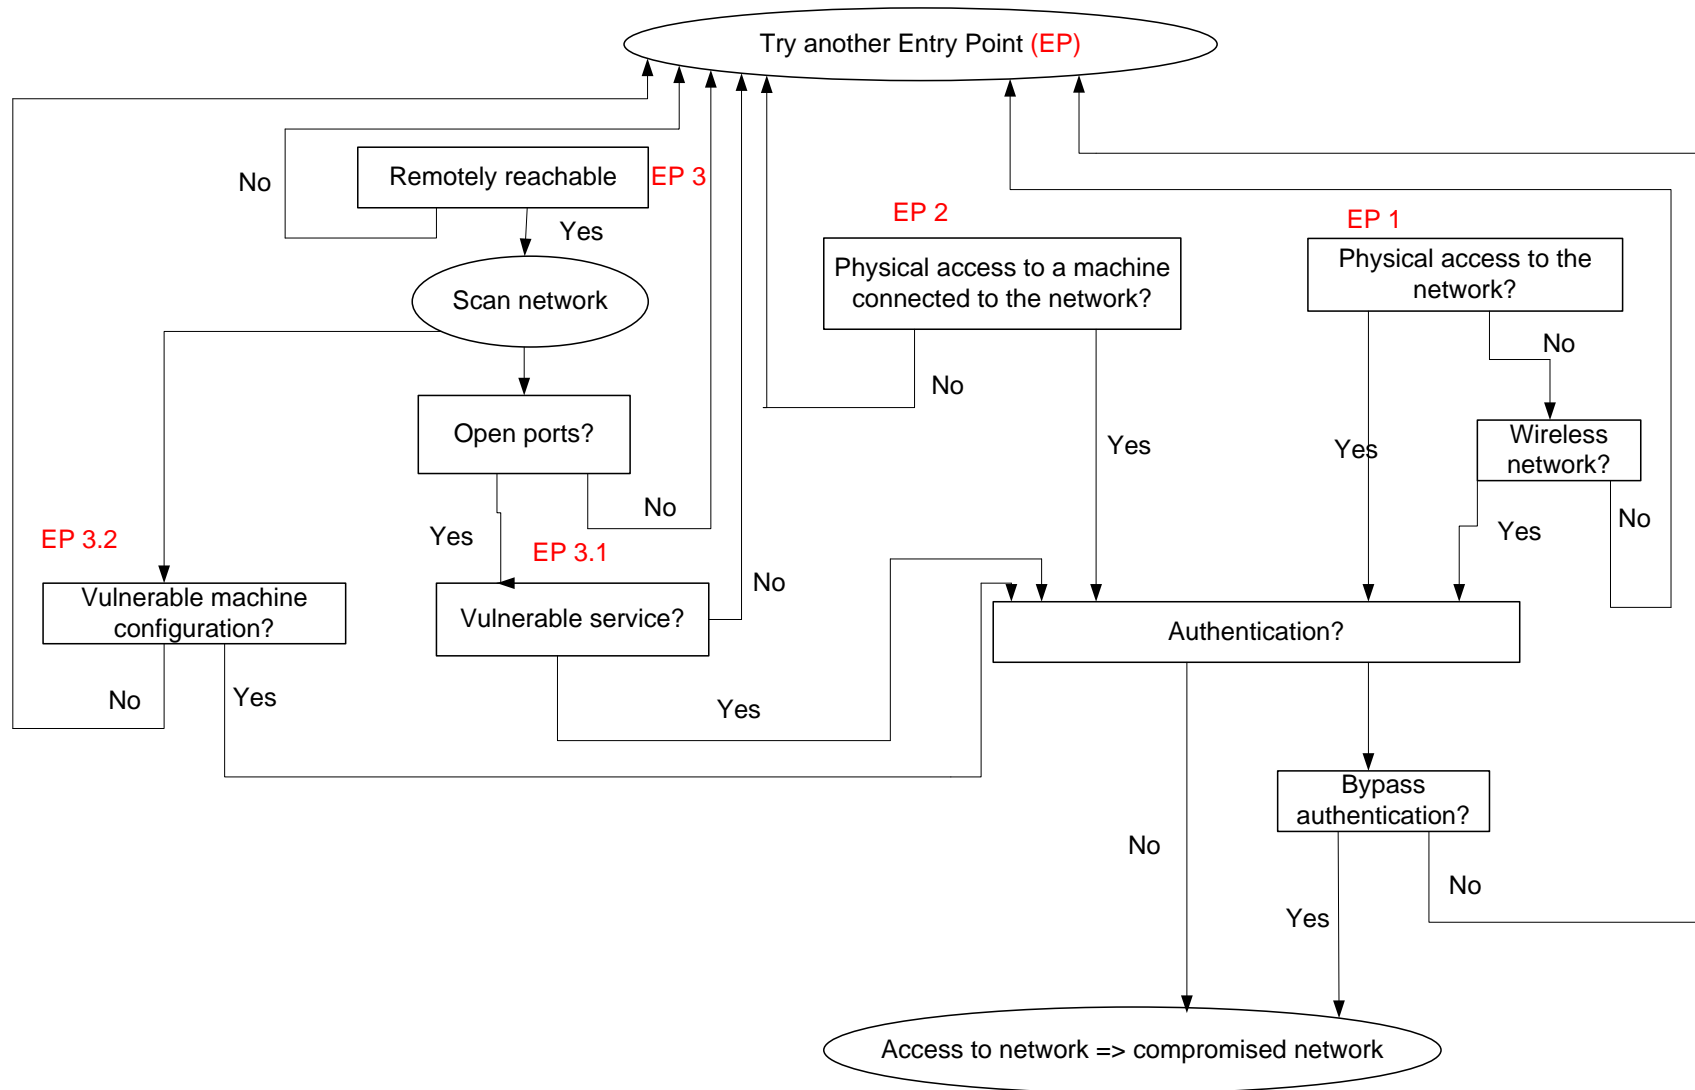 Try another Entry Point (EP)
No
Remotely reachable
EP 3
Yes
EP 2
EP 1
Physical access to a machine
connected to the network?
Physical access to the
network?
Scan network
No
No
Open ports?
Yes
Yes
Wireless
network?
No
Yes
No
Yes
EP 3.2
EP 3.1
No
Vulnerable machine
configuration?
Vulnerable service?
Authentication?
No
Yes
Yes
Bypass
authentication?
No
No
Yes
Access to network => compromised network